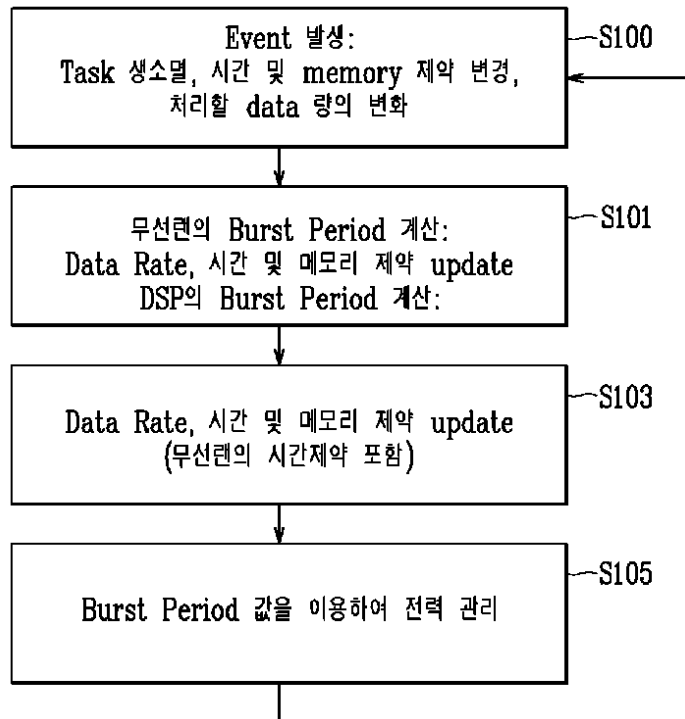 Event 발생:
Task 생소멸, 시간 및 memory 제약 변경,
처리할 data 량의 변화
S100
무선랜의 Burst Period 계산:
Data Rate, 시간 및 메모리 제약 update
DSP의 Burst Period 계산:
S101
Data Rate, 시간 및 메모리 제약 update
(무선랜의 시간제약 포함)
S103
Burst Period 값을 이용하여 전력 관리
S105